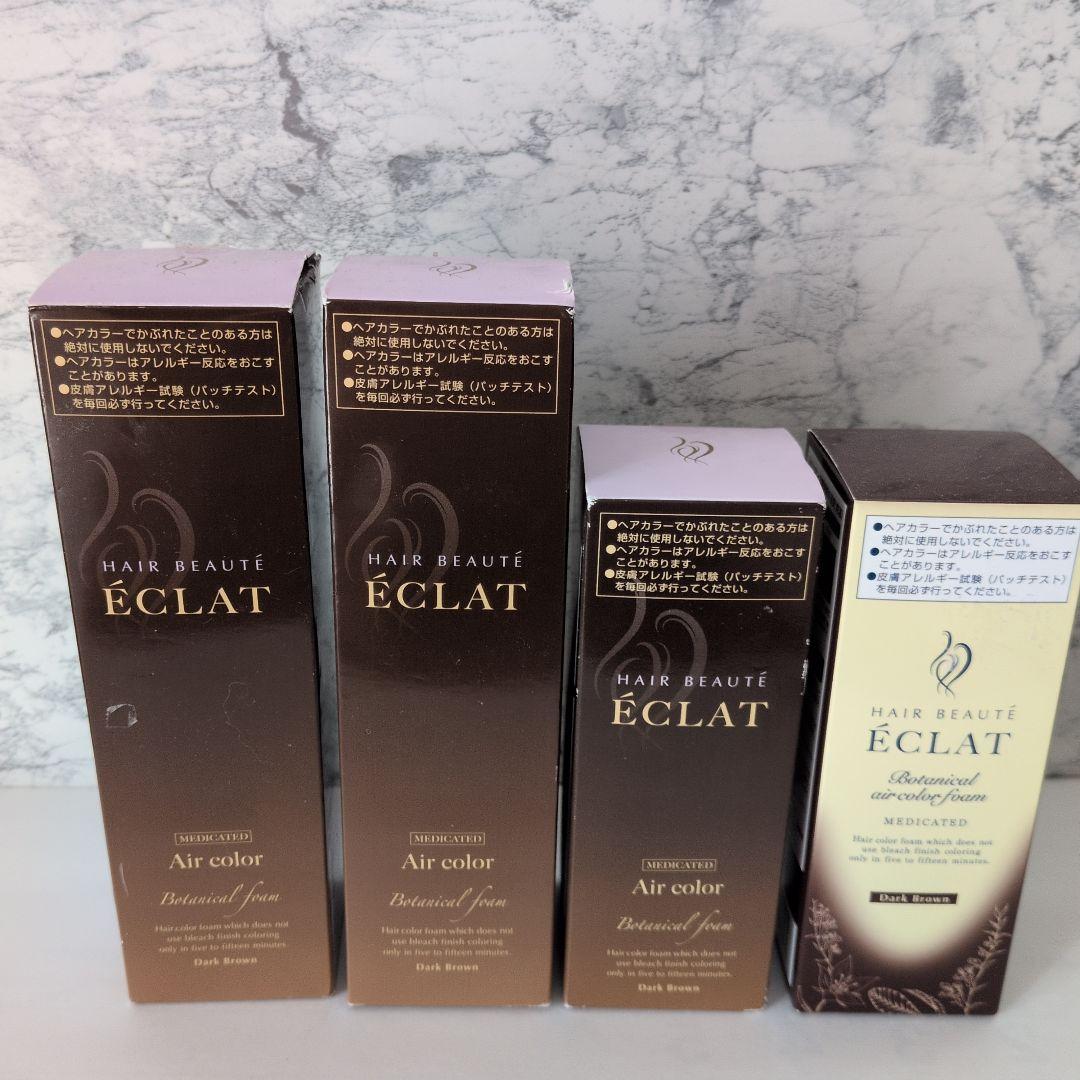 ●ヘアカラーでかぶれたことのある方は
絶対に使用しないでください。
●ヘアカラーはアレルギー反応をおこす
ことがあります。
●皮膚アレルギー試験（パッチテスト）
を毎回必ず行ってください。
HAIR BEAUTÉ
ÉCLAT
MEDICATED
Air color
Botanical foam
Hair color foam which does not
use bleach finish coloring
only in five to fifteen minutes.
Dark Brown
●ヘアカラーでかぶれたことのある方は
絶対に使用しないでください。
●ヘアカラーはアレルギー反応をおこす
ことがあります。
●皮膚アレルギー試験（パッチテスト）
を毎回必ず行ってください。
HAIR BEAUTÉ
ÉCLAT
MEDICATED
Air color
Botanical foam
Hair color foam which does not
use bleach finish coloring
only in five to fifteen minutes.
Dark Brown
●ヘアカラーでかぶれたことのある方は
絶対に使用しないでください。
●ヘアカラーはアレルギー反応をおこす
ことがあります。
●皮膚アレルギー試験（パッチテスト）
を毎回必ず行ってください。
HAIR BEAUTÉ
ÉCLAT
MEDICATED
Air color
Botanical foam
Hair color foam which does not
use bleach finish coloring
only in five to fifteen minutes.
Dark Brown
●ヘアカラーでかぶれたことのある方は
絶対に使用しないでください。
●ヘアカラーはアレルギー反応をおこす
ことがあります。
●皮膚アレルギー試験（パッチテスト）
を毎回必ず行ってください。
HAIR BEAUTÉ
ÉCLAT
Botanical
air color foam
MEDICATED
Hair color foam which does not
use bleach finish coloring
only in five to fifteen minutes.
Dark Brown